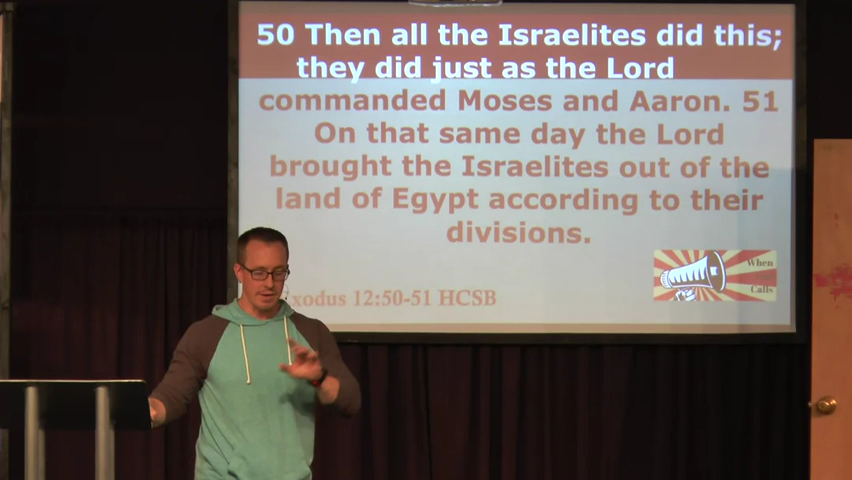 50 Then all the Israelites did this;
they did just as the Lord
commanded Moses and Aaron. 51
On that same day the Lord
brought the Israelites out of the
land of Egypt according to their
divisions.
When
Calls
xodus 12:50-51 HCSB